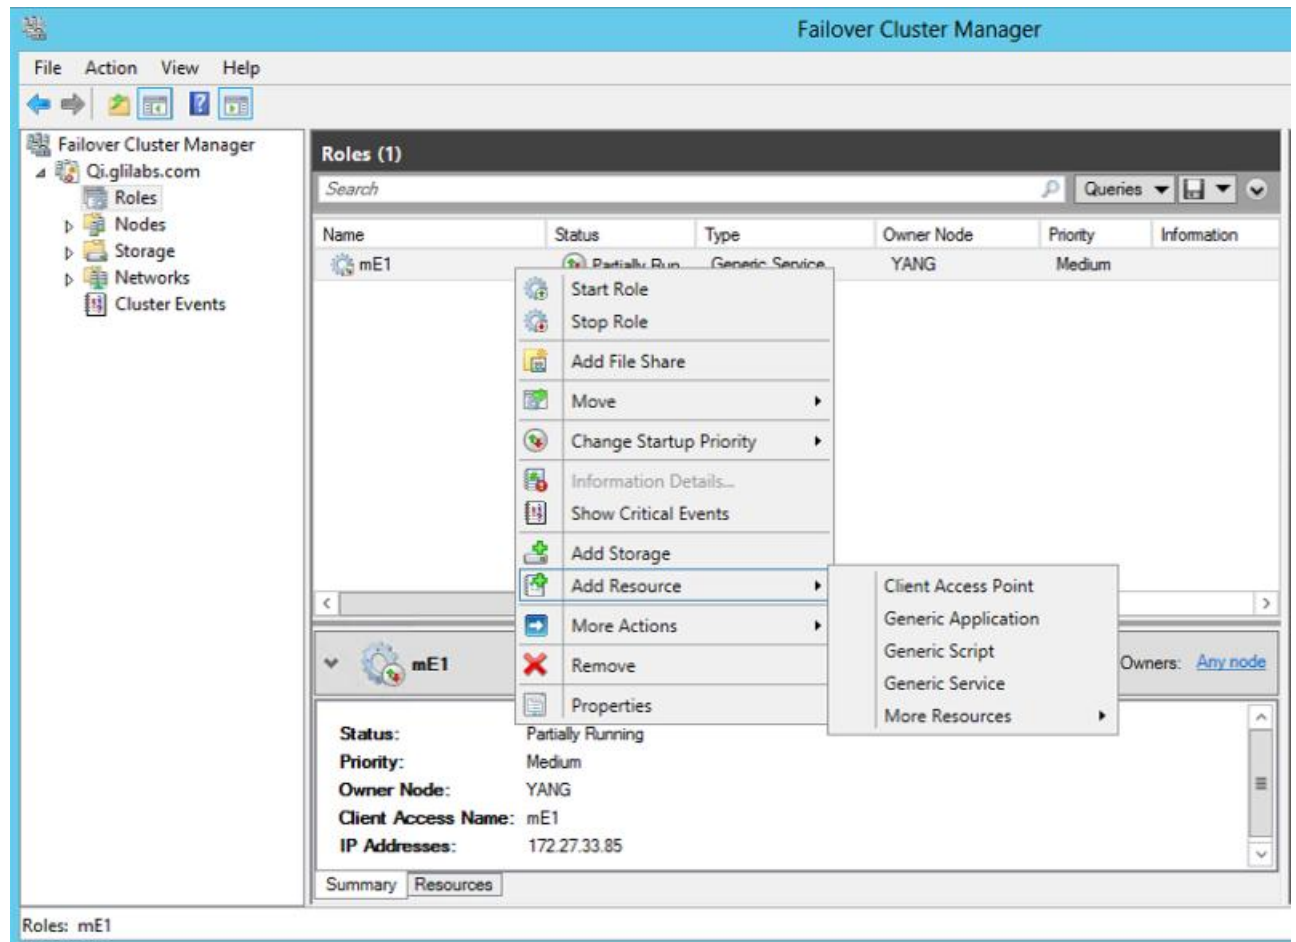 Failover Cluster Manager
File Action View Help
Failover Cluster Manager
Qi.glilabs.com
Roles
Nodes
Storage
Networks
Cluster Events
Roles (1)
Search
Queries
Name Status Type Owner Node Priority Information
mE1 Partially Run... Generic Service YANG Medium
Start Role
Stop Role
Add File Share
Move
Change Startup Priority
Information Details...
Show Critical Events
Add Storage
Add Resource
More Actions
Remove
Properties
Client Access Point
Generic Application
Generic Script
Generic Service
More Resources
mE1
Owners: Any node
Status: Partially Running
Priority: Medium
Owner Node: YANG
Client Access Name: mE1
IP Addresses: 172.27.33.85
Summary Resources
Roles: mE1